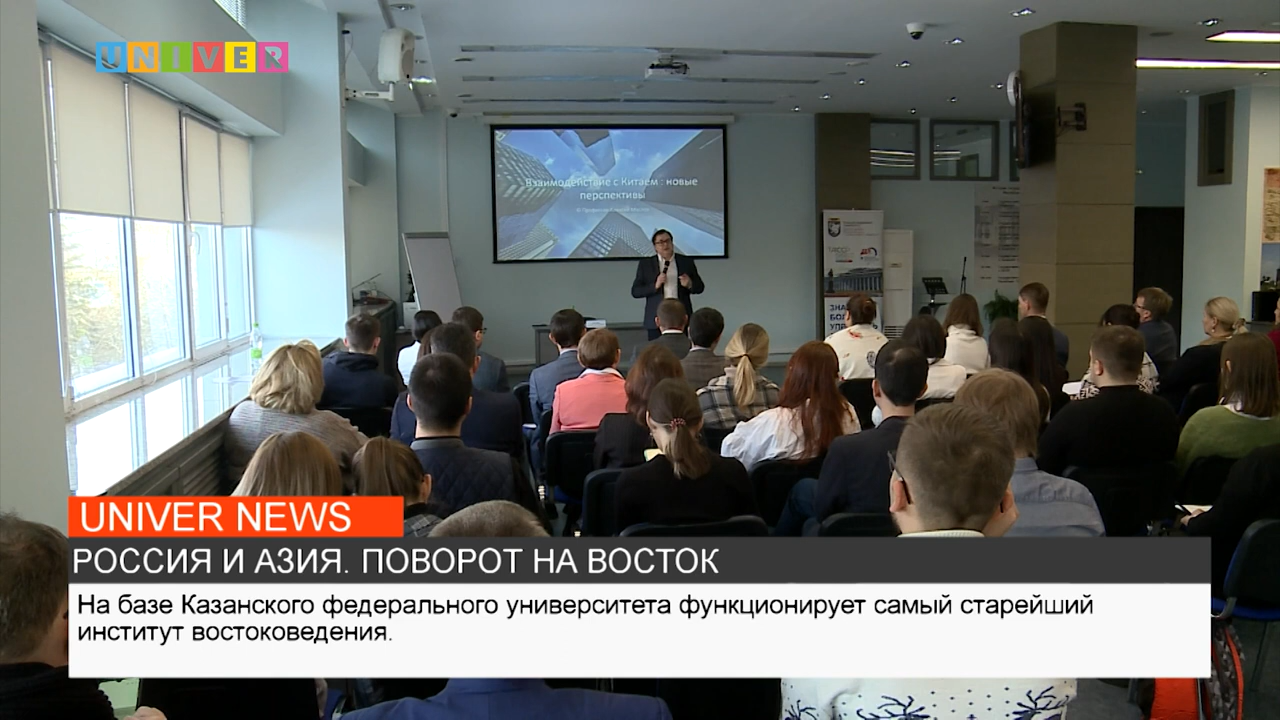 UNIVER
Взаимодействие с Китаем : новые
перспективы
UNIVER NEWS
РОССИЯ И АЗИЯ. ПОВОРОТ НА ВОСТОК
На базе Казанского федерального университета функционирует самый старейший
институт востоковедения.